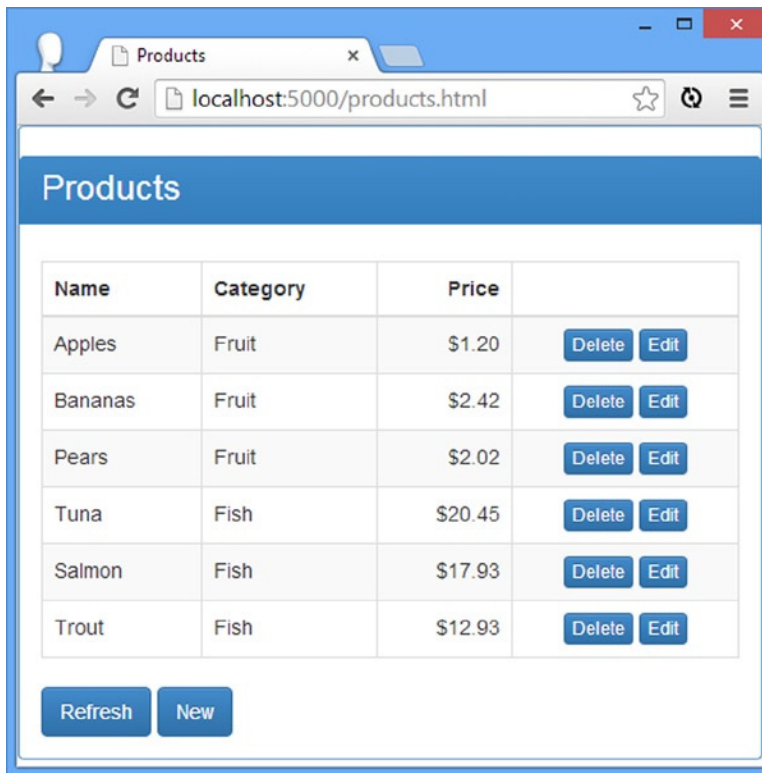 Products
localhost:5000/products.html
Products
Name Category Price
Apples Fruit $1.20 Delete Edit
Bananas Fruit $2.42 Delete Edit
Pears Fruit $2.02 Delete Edit
Tuna Fish $20.45 Delete Edit
Salmon Fish $17.93 Delete Edit
Trout Fish $12.93 Delete Edit
Refresh New